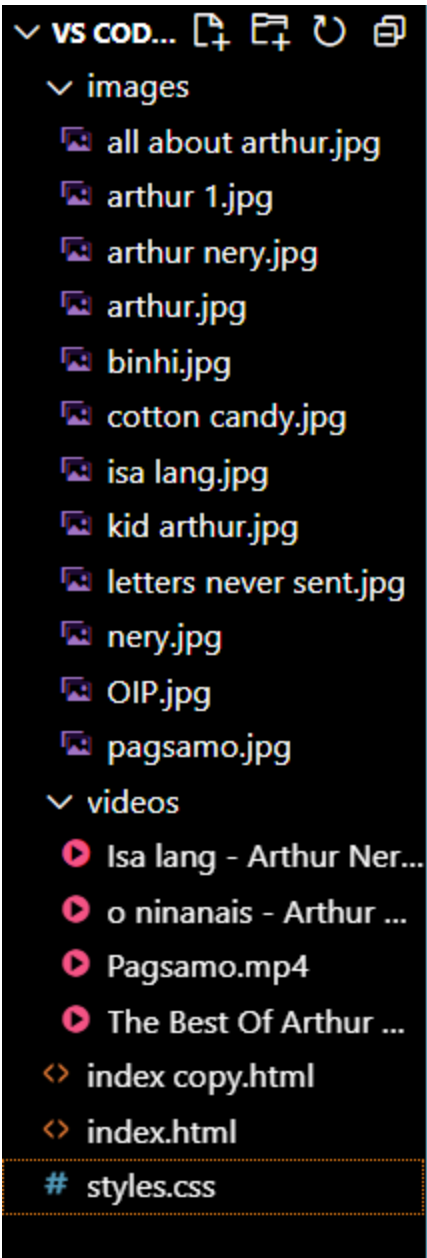 VS COD...
images
all about arthur.jpg
arthur 1.jpg
arthur nery.jpg
arthur.jpg
binhi.jpg
cotton candy.jpg
isa lang.jpg
kid arthur.jpg
letters never sent.jpg
nery.jpg
OIP.jpg
pagsamo.jpg
videos
Isa lang - Arthur Ner...
o ninanais - Arthur ...
Pagsamo.mp4
The Best Of Arthur ...
<> index copy.html
<> index.html
# styles.css